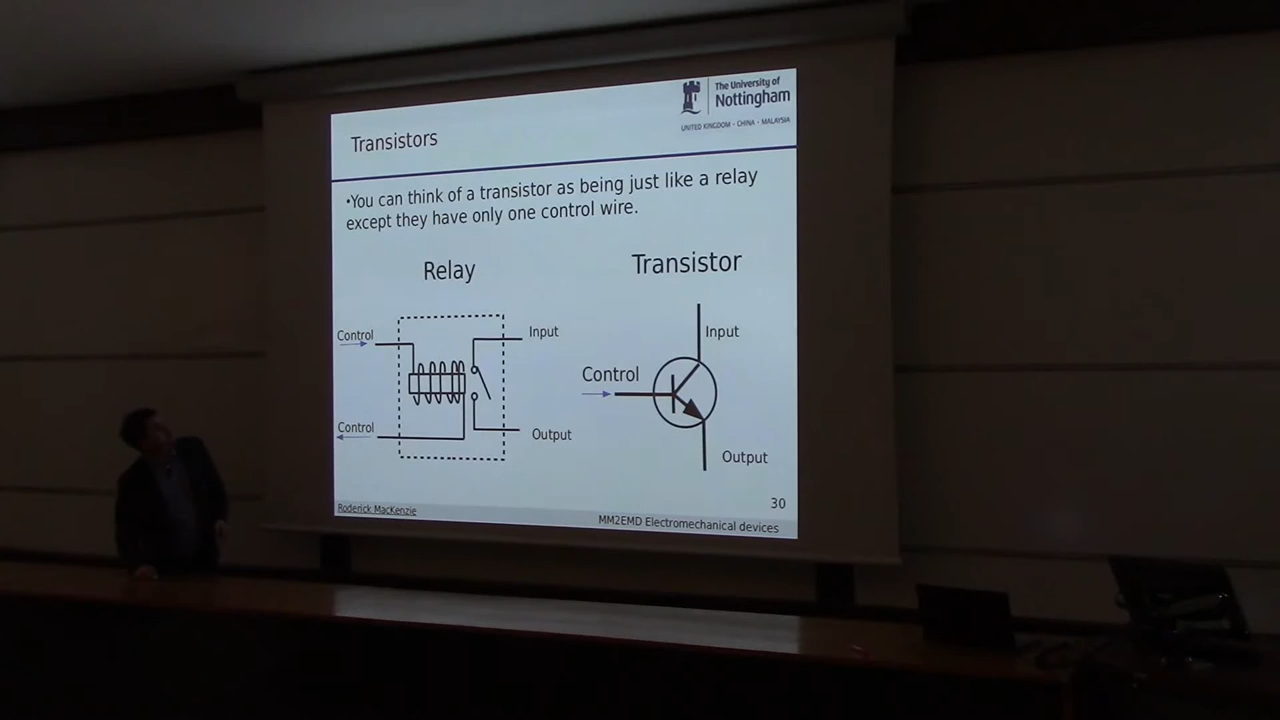 The University of
Nottingham
UNITED KINGDOM · CHINA · MALAYSIA
Transistors
•You can think of a transistor as being just like a relay
except they have only one control wire.
Relay
Transistor
Control
Input
Control
Output
Input
Control
Output
30
Roderick MacKenzie
MM2EMD Electromechanical devices